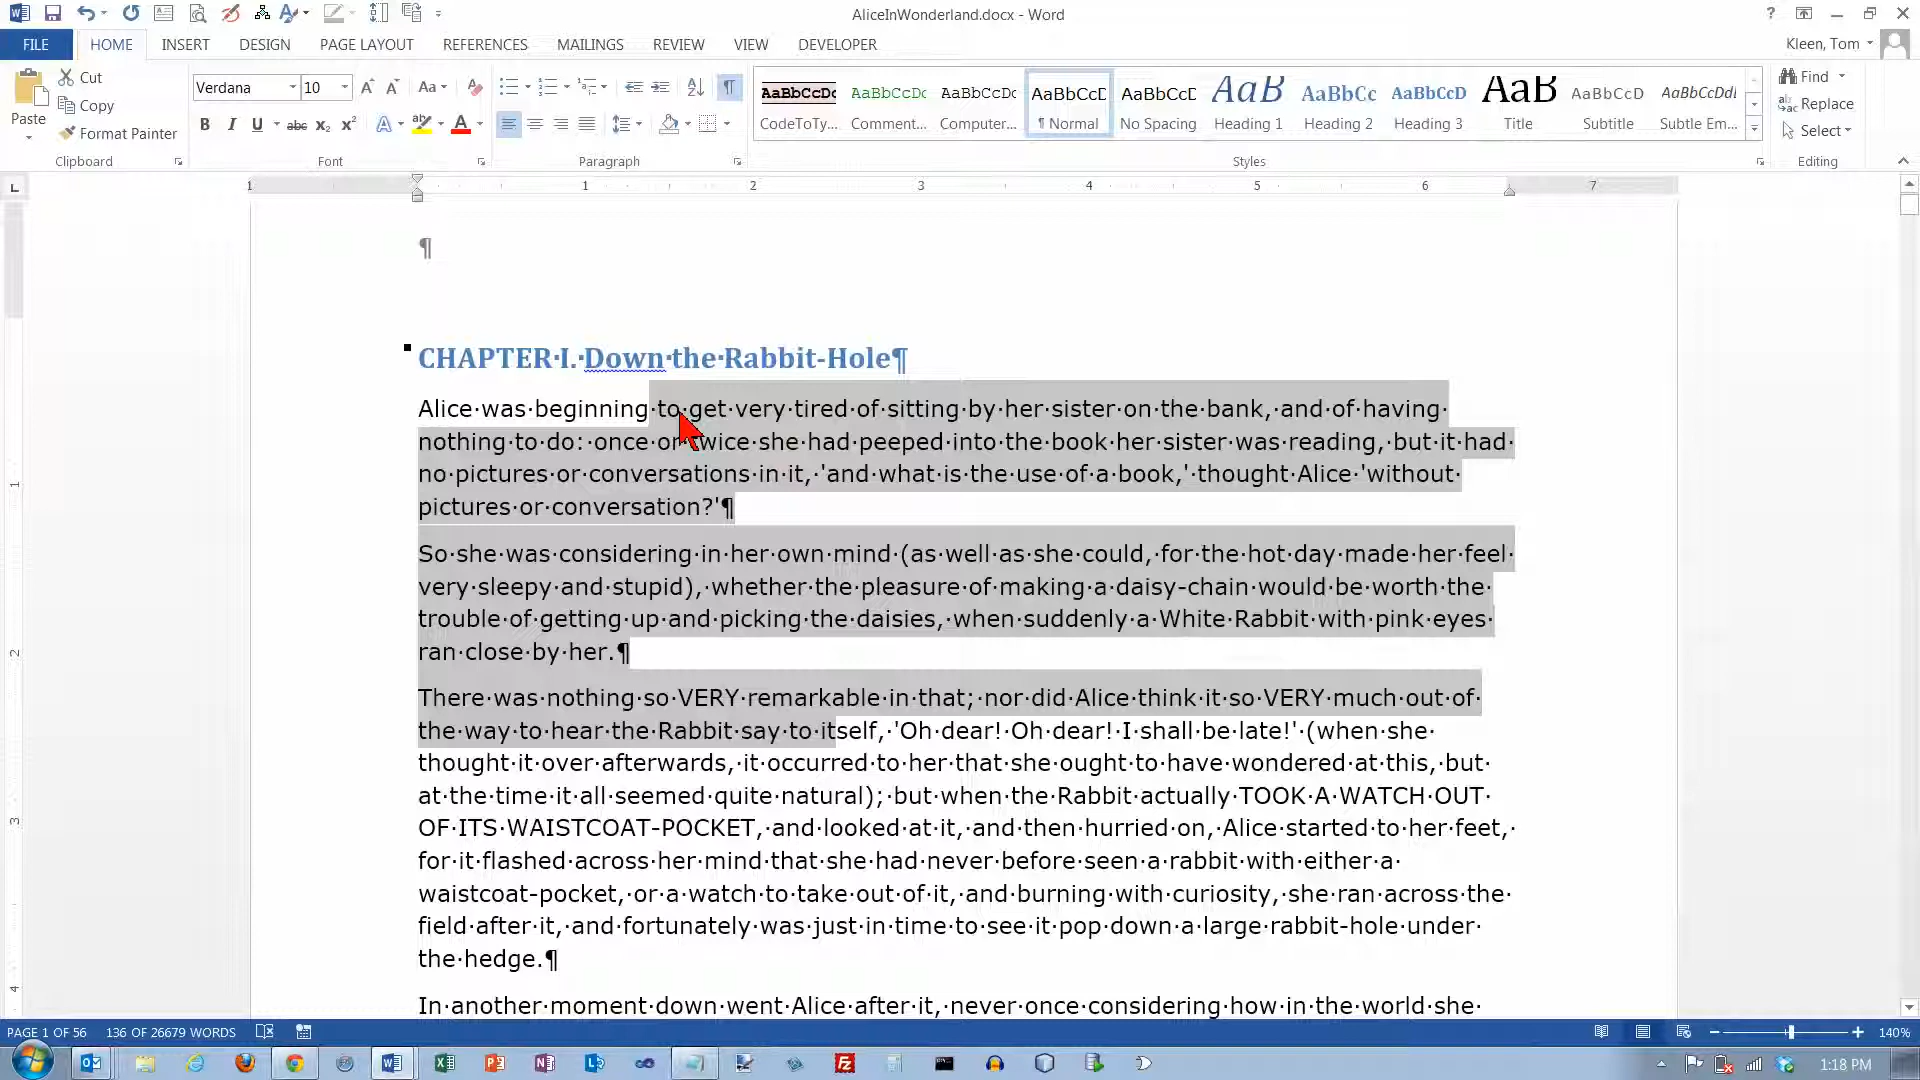 AliceInWonderland.docx - Word
FILE HOME INSERT DESIGN PAGE LAYOUT REFERENCES MAILINGS REVIEW VIEW DEVELOPER
Kleen, Tom
Paste
Cut
Copy
Format Painter
Clipboard
Verdana 10
Font
Paragraph
AaBbCcDc AaBbCcDc AaBbCcDc AaBbCcD AaBbCcD AaB AaBbCc AaBbCcD AaB AaBbCcD AaBbCcDd
CodeToTy... Comment... Computer... ¶ Normal No Spacing Heading 1 Heading 2 Heading 3 Title Subtitle Subtle Em...
Styles
Find
Replace
Select
Editing
L 1 1 2 3 4 5 6 7
¶
CHAPTER·I.·Down·the·Rabbit-Hole¶
Alice·was·beginning·to·get·very·tired·of·sitting·by·her·sister·on·the·bank,·and·of·having·
nothing·to·do:·once·or·twice·she·had·peeped·into·the·book·her·sister·was·reading,·but·it·had·
no·pictures·or·conversations·in·it,·'and·what·is·the·use·of·a·book,'·thought·Alice·'without·
pictures·or·conversation?'¶
So·she·was·considering·in·her·own·mind·(as·well·as·she·could,·for·the·hot·day·made·her·feel·
very·sleepy·and·stupid),·whether·the·pleasure·of·making·a·daisy-chain·would·be·worth·the·
trouble·of·getting·up·and·picking·the·daisies,·when·suddenly·a·White·Rabbit·with·pink·eyes·
ran·close·by·her.¶
There·was·nothing·so·VERY·remarkable·in·that;·nor·did·Alice·think·it·so·VERY·much·out·of·
the·way·to·hear·the·Rabbit·say·to·itself,·'Oh·dear!·Oh·dear!·I·shall·be·late!'·(when·she·
thought·it·over·afterwards,·it·occurred·to·her·that·she·ought·to·have·wondered·at·this,·but·
at·the·time·it·all·seemed·quite·natural);·but·when·the·Rabbit·actually·TOOK·A·WATCH·OUT·
OF·ITS·WAISTCOAT-POCKET,·and·looked·at·it,·and·then·hurried·on,·Alice·started·to·her·feet,·
for·it·flashed·across·her·mind·that·she·had·never·before·seen·a·rabbit·with·either·a·
waistcoat-pocket,·or·a·watch·to·take·out·of·it,·and·burning·with·curiosity,·she·ran·across·the·
field·after·it,·and·fortunately·was·just·in·time·to·see·it·pop·down·a·large·rabbit-hole·under·
the·hedge.¶
In·another·moment·down·went·Alice·after·it,·never·once·considering·how·in·the·world·she·
PAGE 1 OF 56 136 OF 26679 WORDS 140%
1:18 PM